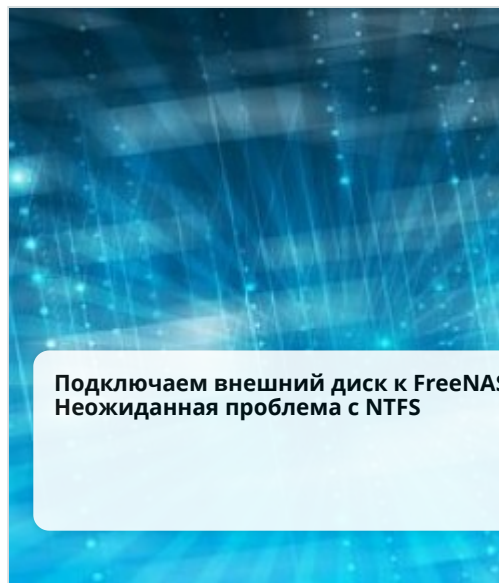 Подключаем внешний диск к FreeNAS
Неожиданная проблема с NTFS